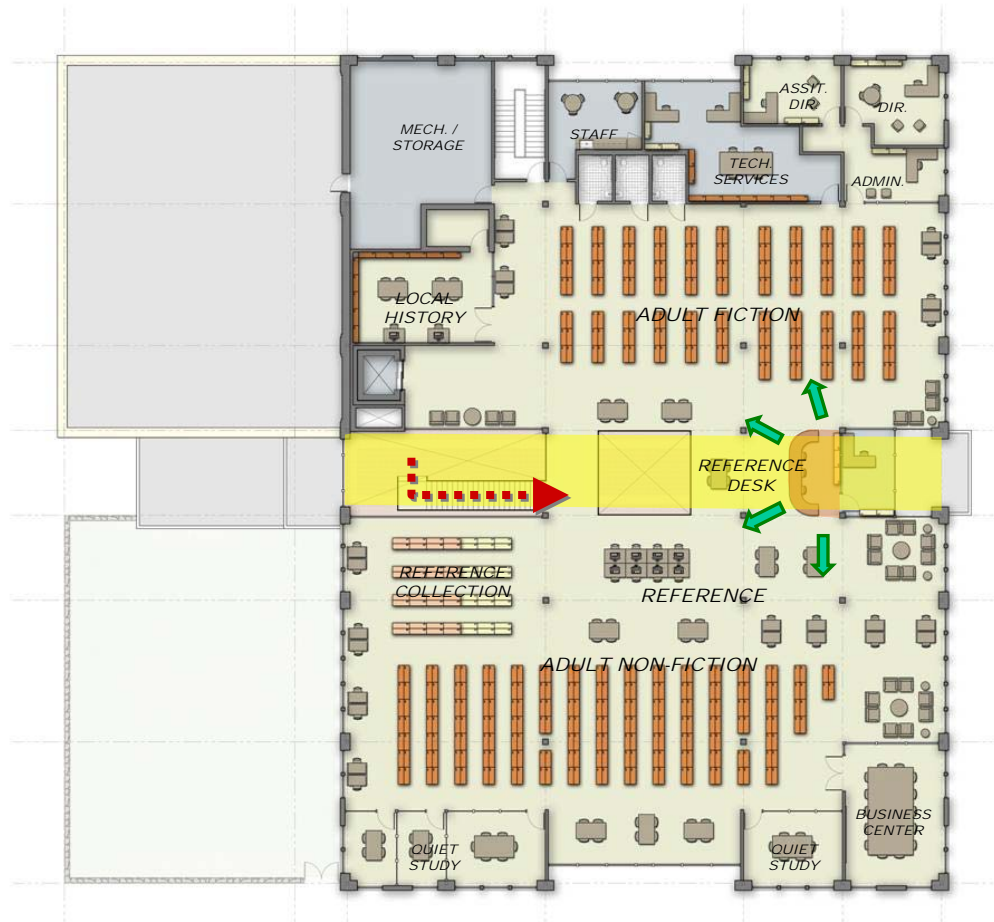 ASSIT.
DIR.
DIR.
MECH. /
STORAGE
STAFF
TECH.
SERVICES
ADMIN.
LOCAL
HISTORY
ADULT FICTION
REFERENCE
DESK
REFERENCE
COLLECTION
REFERENCE
ADULT NON-FICTION
BUSINESS
CENTER
QUIET
STUDY
QUIET
STUDY